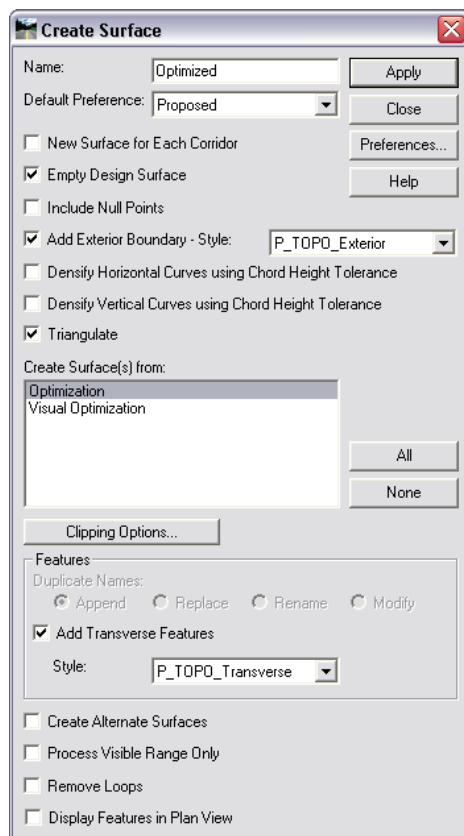 Create Surface
Name: Optimized Apply
Default Preference: Proposed Close
New Surface for Each Corridor Preferences...
Empty Design Surface Help
Include Null Points
Add Exterior Boundary - Style: P_TOPO_Exterior
Densify Horizontal Curves using Chord Height Tolerance
Densify Vertical Curves using Chord Height Tolerance
Triangulate
Create Surface(s) from:
Optimization
Visual Optimization
All
None
Clipping Options...
Features
Duplicate Names:
Append Replace Rename Modify
Add Transverse Features
Style: P_TOPO_Transverse
Create Alternate Surfaces
Process Visible Range Only
Remove Loops
Display Features in Plan View